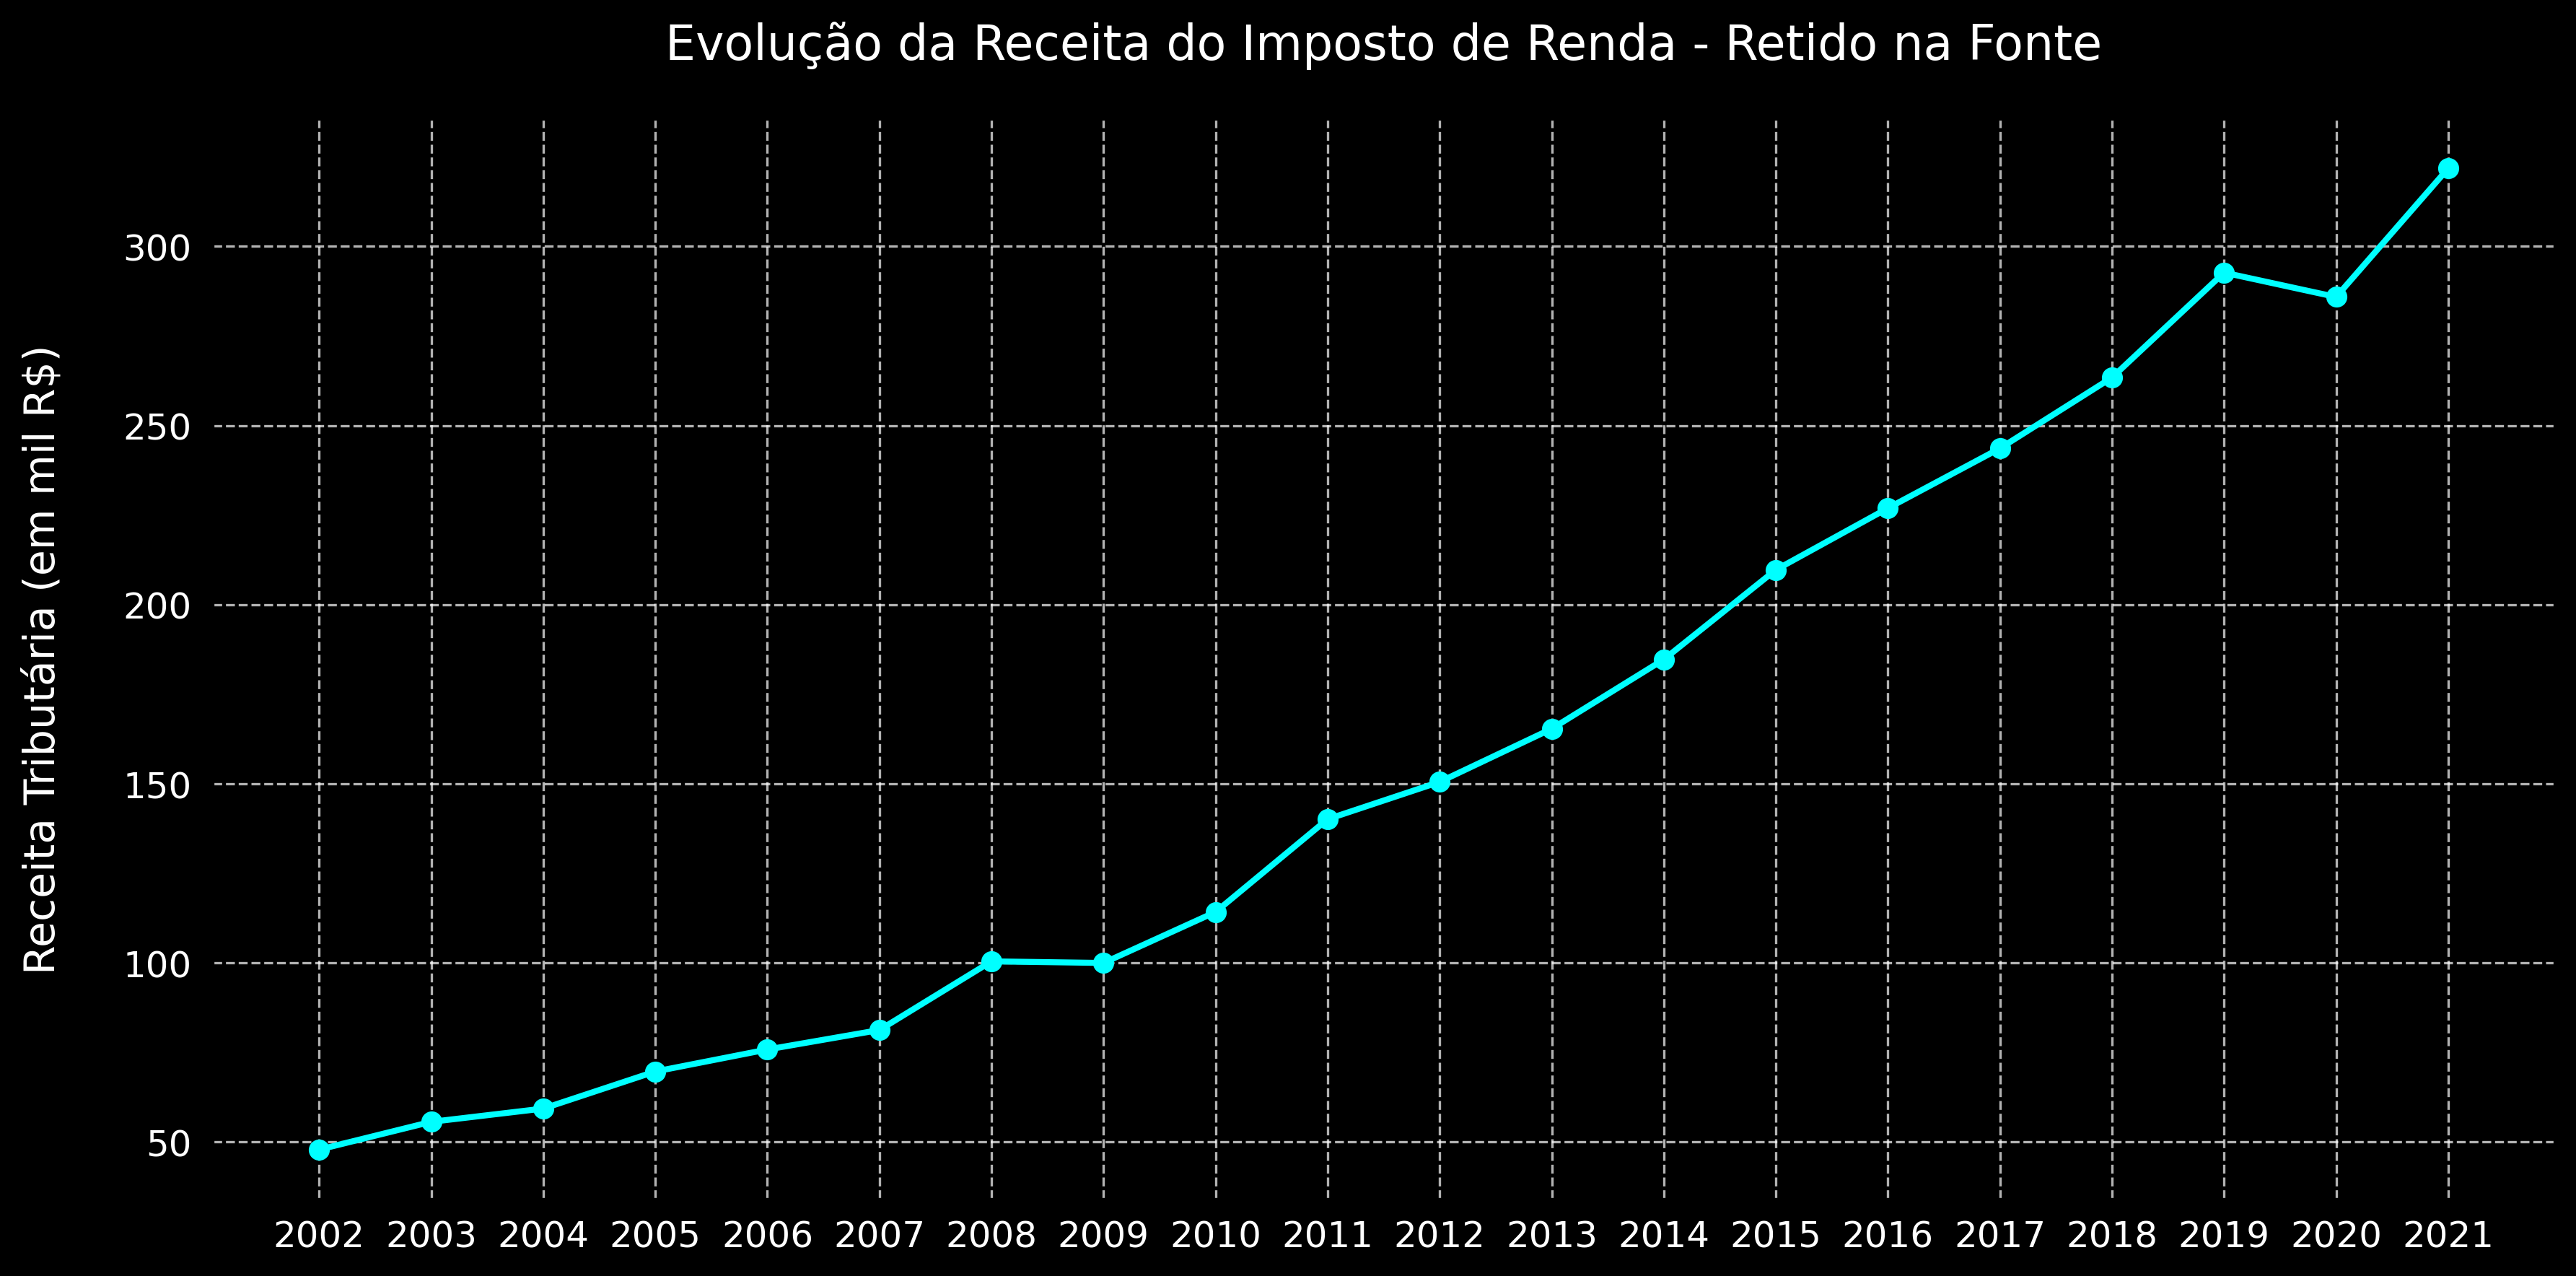 Evolução da Receita do Imposto de Renda - Retido na Fonte
Receita Tributária (em mil R$)
300
250
200
150
100
50
2002 2003 2004 2005 2006 2007 2008 2009 2010 2011 2012 2013 2014 2015 2016 2017 2018 2019 2020 2021